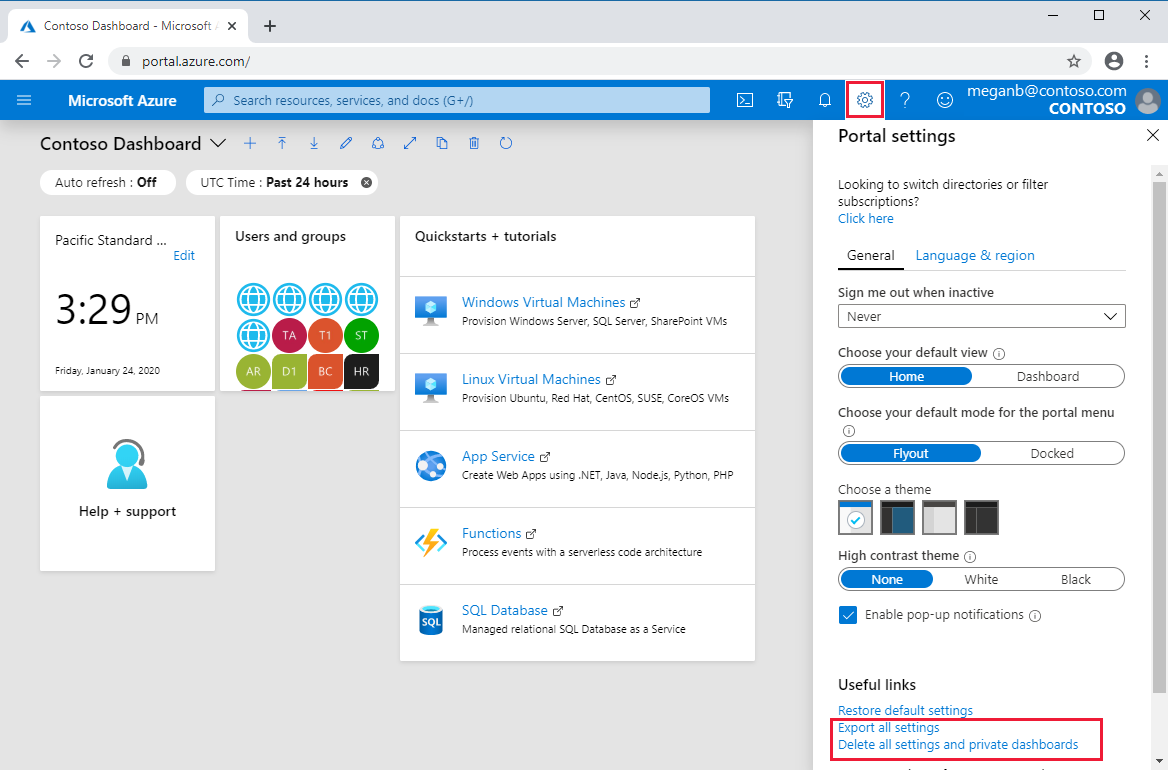 Contoso Dashboard - Microsoft A
portal.azure.com/
Microsoft Azure
Search resources, services, and docs (G+/)
meganb@contoso.com
CONTOSO
Contoso Dashboard
Auto refresh : Off
UTC Time : Past 24 hours
Pacific Standard ...
Edit
3:29 PM
Friday, January 24, 2020
Help + support
Users and groups
TA T1 ST
AR D1 BC HR
Quickstarts + tutorials
Windows Virtual Machines
Provision Windows Server, SQL Server, SharePoint VMs
Linux Virtual Machines
Provision Ubuntu, Red Hat, CentOS, SUSE, CoreOS VMs
App Service
Create Web Apps using .NET, Java, Node.js, Python, PHP
Functions
Process events with a serverless code architecture
SQL
SQL Database
Managed relational SQL Database as a Service
Portal settings
Looking to switch directories or filter
subscriptions?
Click here
General Language & region
Sign me out when inactive
Never
Choose your default view
Home Dashboard
Choose your default mode for the portal menu
Flyout Docked
Choose a theme
High contrast theme
None White Black
Enable pop-up notifications
Useful links
Restore default settings
Export all settings
Delete all settings and private dashboards